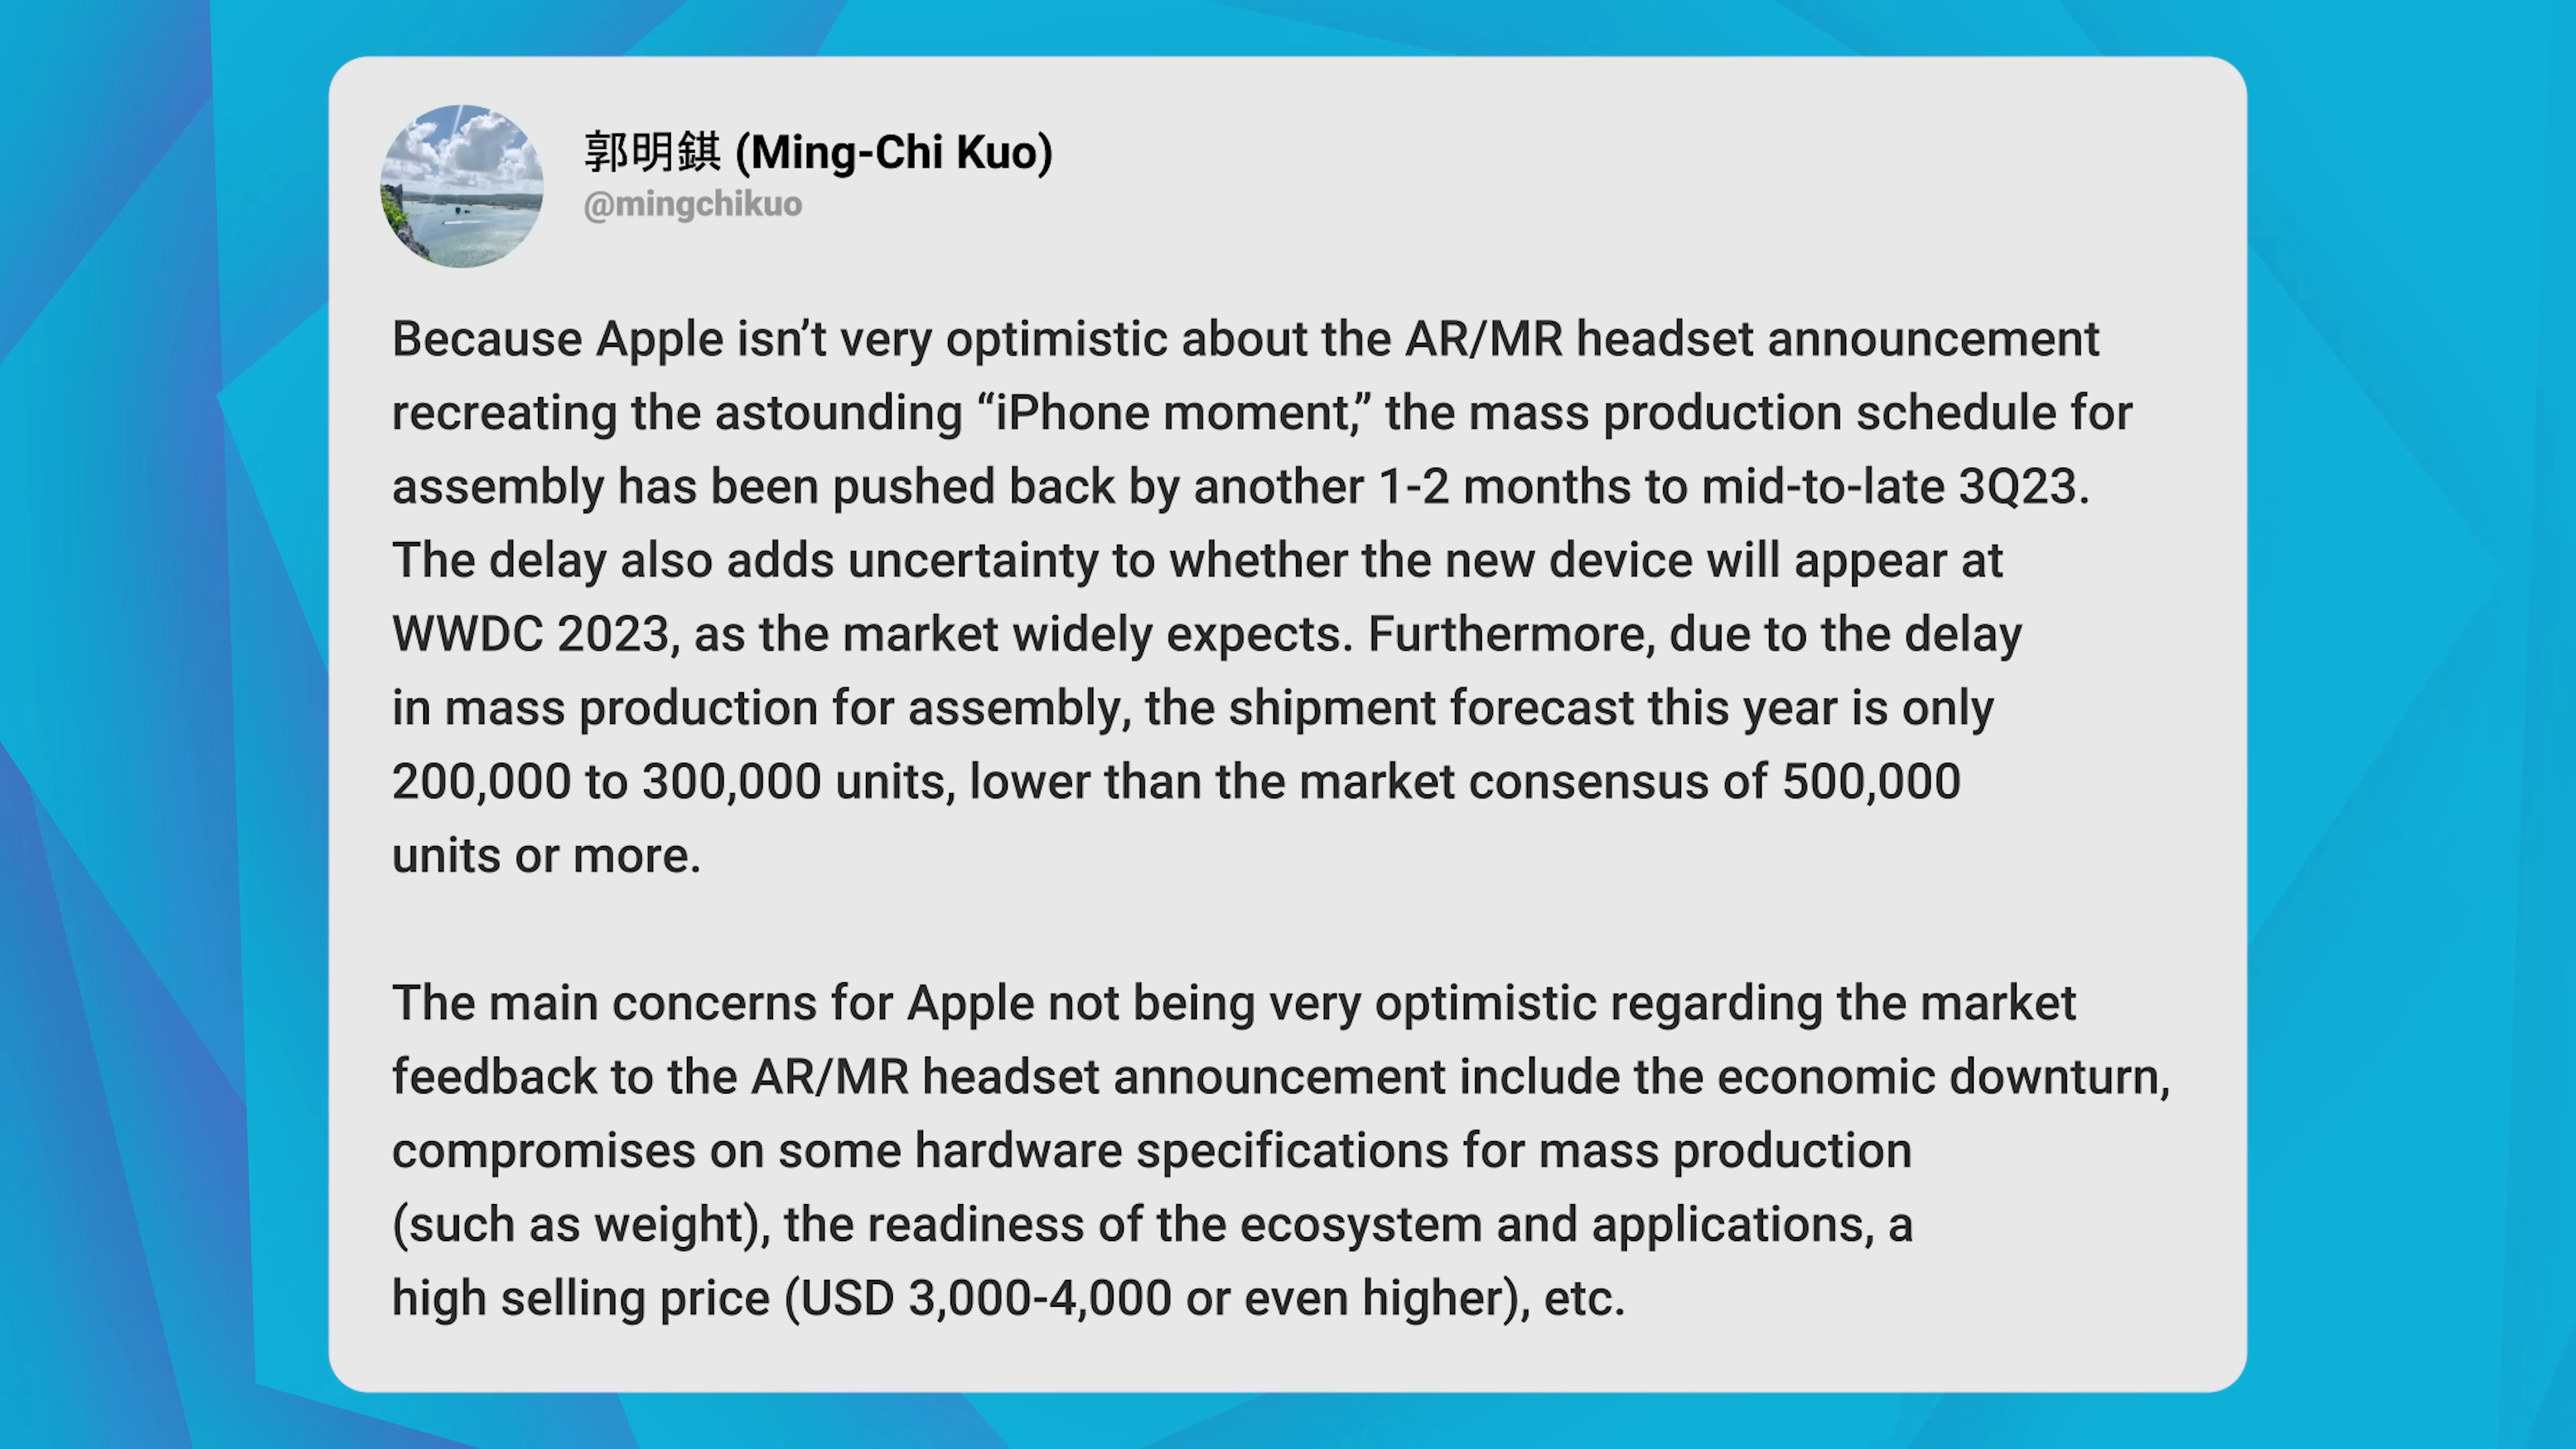 郭明錤 (Ming-Chi Kuo)
@mingchikuo
Because Apple isn’t very optimistic about the AR/MR headset announcement
recreating the astounding “iPhone moment,” the mass production schedule for
assembly has been pushed back by another 1-2 months to mid-to-late 3Q23.
The delay also adds uncertainty to whether the new device will appear at
WWDC 2023, as the market widely expects. Furthermore, due to the delay
in mass production for assembly, the shipment forecast this year is only
200,000 to 300,000 units, lower than the market consensus of 500,000
units or more.
The main concerns for Apple not being very optimistic regarding the market
feedback to the AR/MR headset announcement include the economic downturn,
compromises on some hardware specifications for mass production
(such as weight), the readiness of the ecosystem and applications, a
high selling price (USD 3,000-4,000 or even higher), etc.